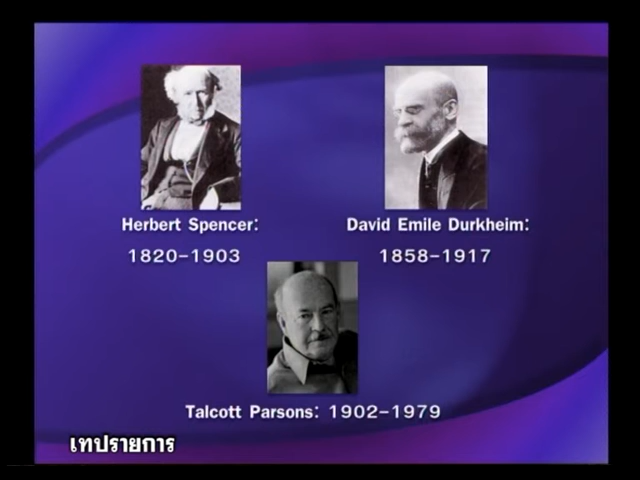 Herbert Spencer:
1820-1903
David Emile Durkheim:
1858-1917
Talcott Parsons: 1902-1979
เทปรายการ